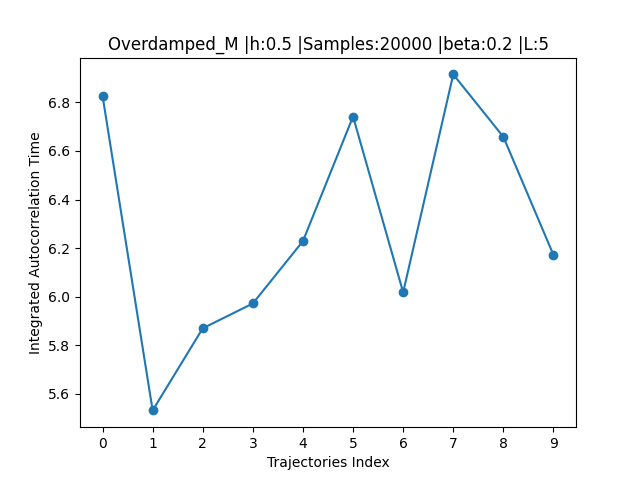 Overdamped_M |h:0.5 |Samples:20000 |beta:0.2 |L:5
Integrated Autocorrelation Time
6.8
6.6
6.4
6.2
6.0
5.8
5.6
0 1 2 3 4 5 6 7 8 9
Trajectories Index